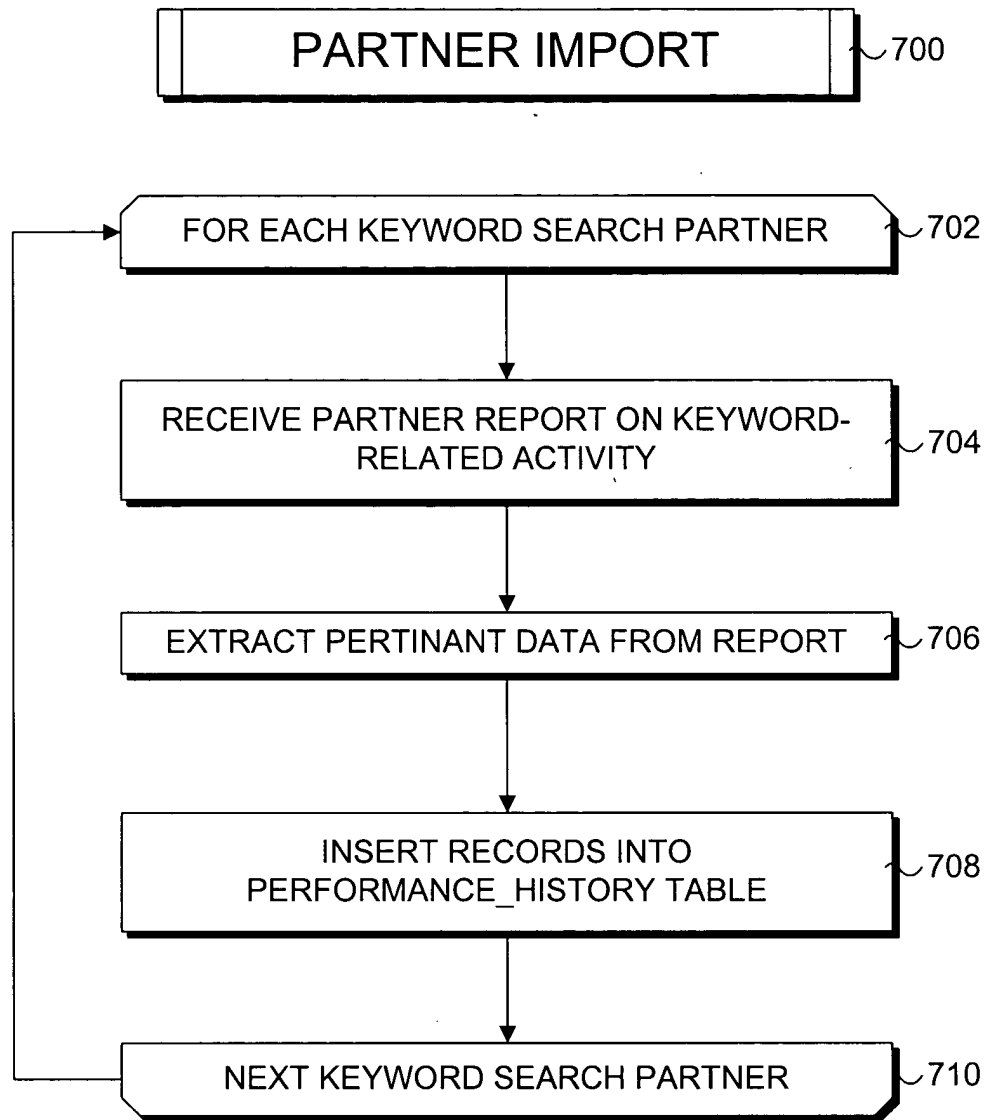 PARTNER IMPORT
700
FOR EACH KEYWORD SEARCH PARTNER
702
RECEIVE PARTNER REPORT ON KEYWORD-
RELATED ACTIVITY
704
EXTRACT PERTINANT DATA FROM REPORT
706
INSERT RECORDS INTO
PERFORMANCE_HISTORY TABLE
708
NEXT KEYWORD SEARCH PARTNER
710